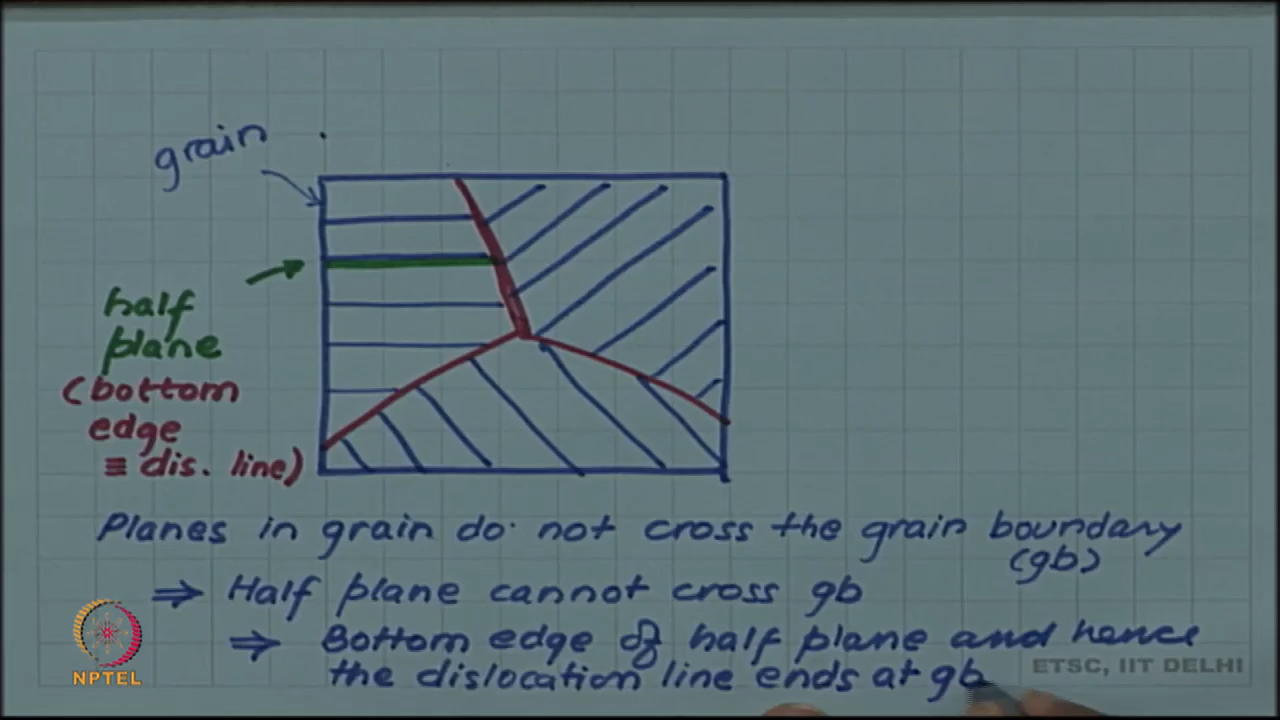 grain
half
plane
(bottom
edge
≡ dis. line)
Planes in grain do not cross the grain boundary
(gb)
⇒ Half plane cannot cross gb
⇒ Bottom edge of half plane and hence
the dislocation line ends at gb
NPTEL
ETSC, IIT DELHI